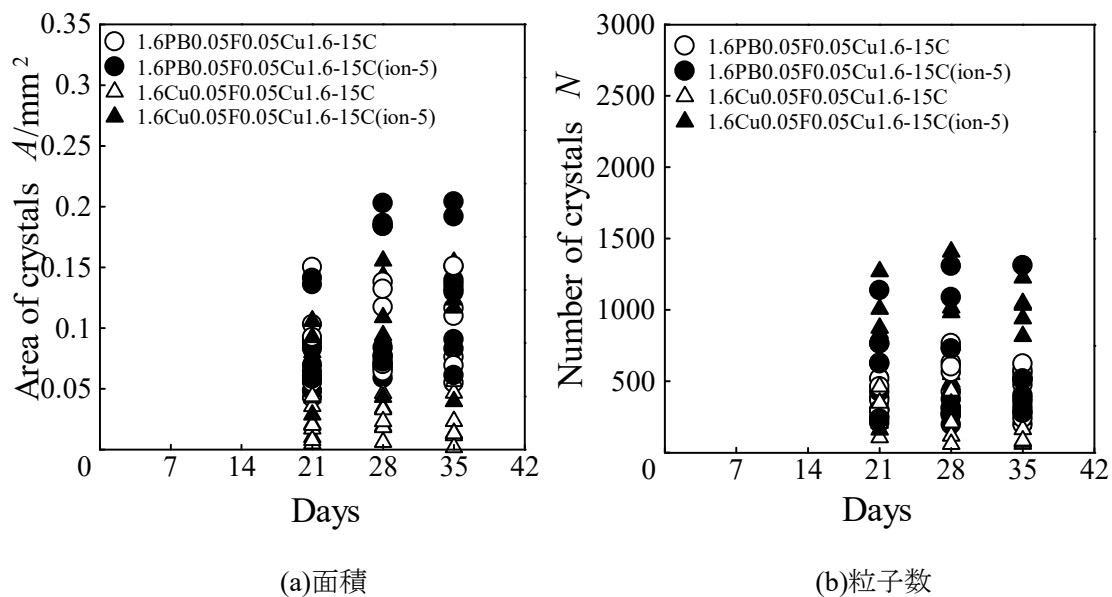 0.35
0.3
0.25
0.2
0.15
0.1
0.05
0
7
14
21
28
35
42
Area of crystals A/mm²
Days
1.6PB0.05F0.05Cu1.6-15C
1.6PB0.05F0.05Cu1.6-15C(ion-5)
1.6Cu0.05F0.05Cu1.6-15C
1.6Cu0.05F0.05Cu1.6-15C(ion-5)
(a)面積
3000
2500
2000
1500
1000
500
0
7
14
21
28
35
42
Number of crystals N
Days
1.6PB0.05F0.05Cu1.6-15C
1.6PB0.05F0.05Cu1.6-15C(ion-5)
1.6Cu0.05F0.05Cu1.6-15C
1.6Cu0.05F0.05Cu1.6-15C(ion-5)
(b)粒子数